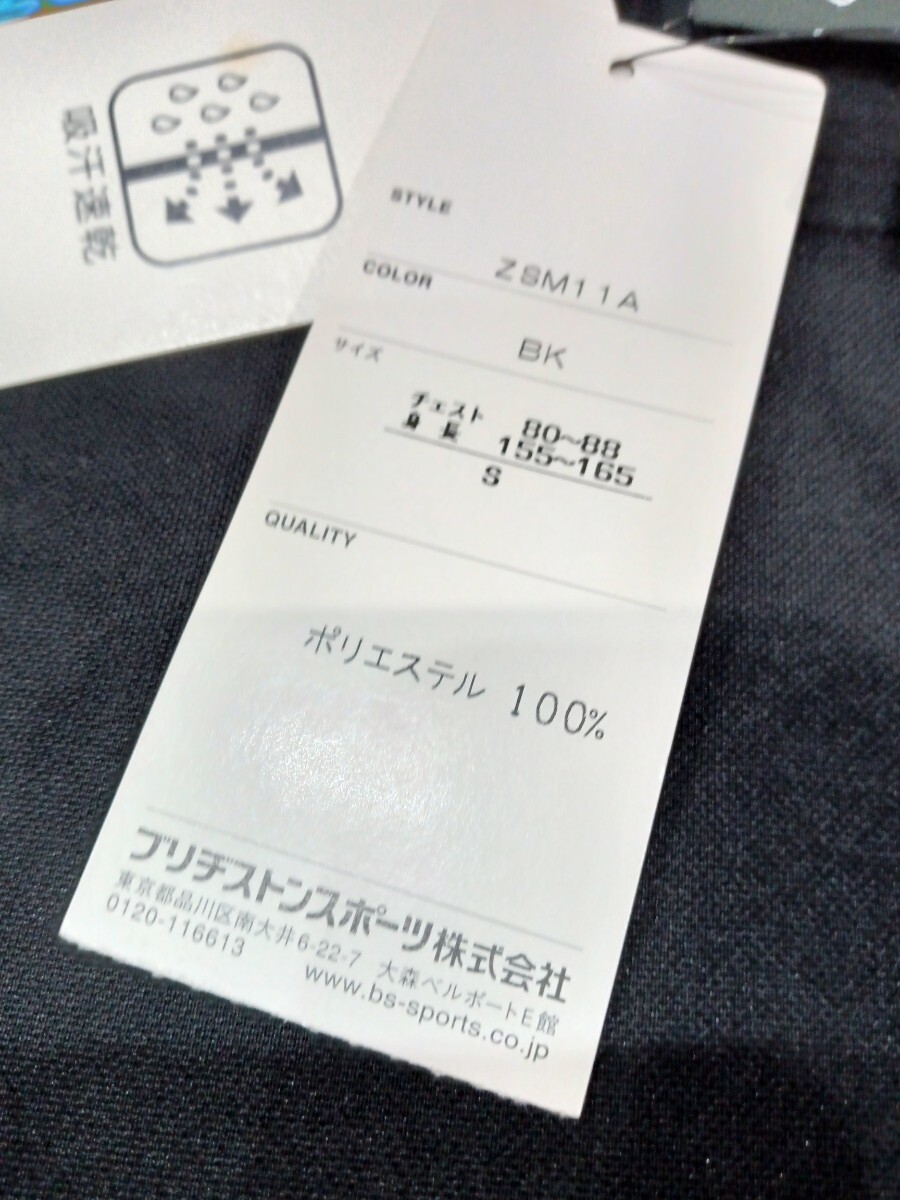 吸汗速乾
STYLE
ZSM11A
COLOR
BK
サイズ
チェスト 80~88
身長 155~165
S
QUALITY
ポリエステル 100%
ブリヂストンスポーツ株式会社
東京都品川区南大井6-22-7 大森ベルポートE館
0120-116613 www.bs-sports.co.jp